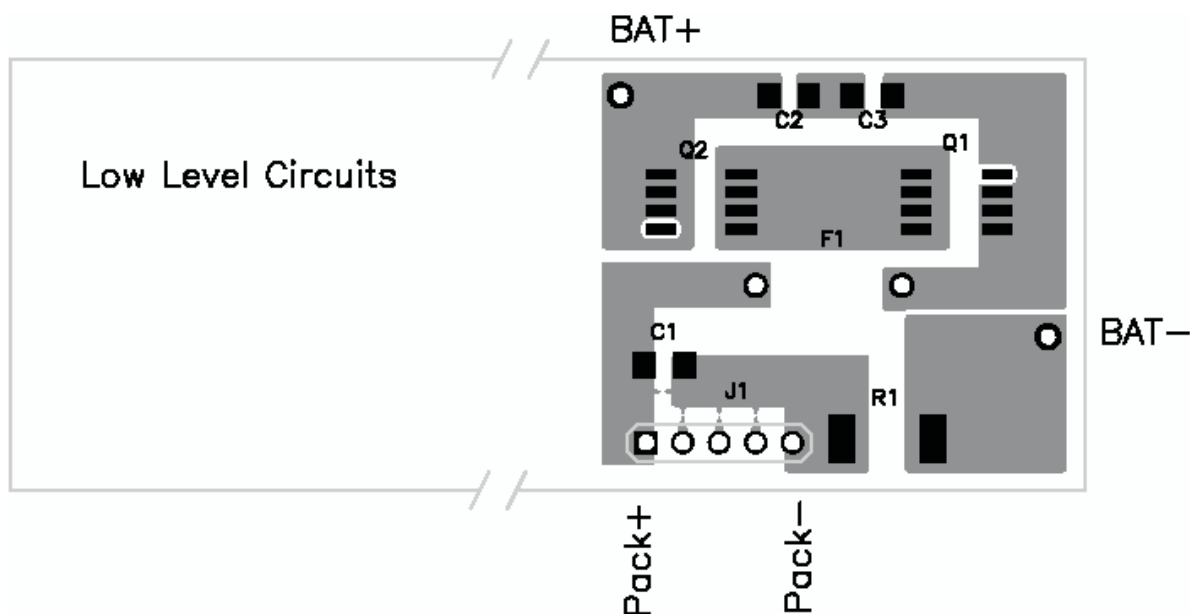 BAT+
C2
C3
Q2
Q1
Low Level Circuits
F1
C1
BAT-
J1
R1
Pack+
Pack-